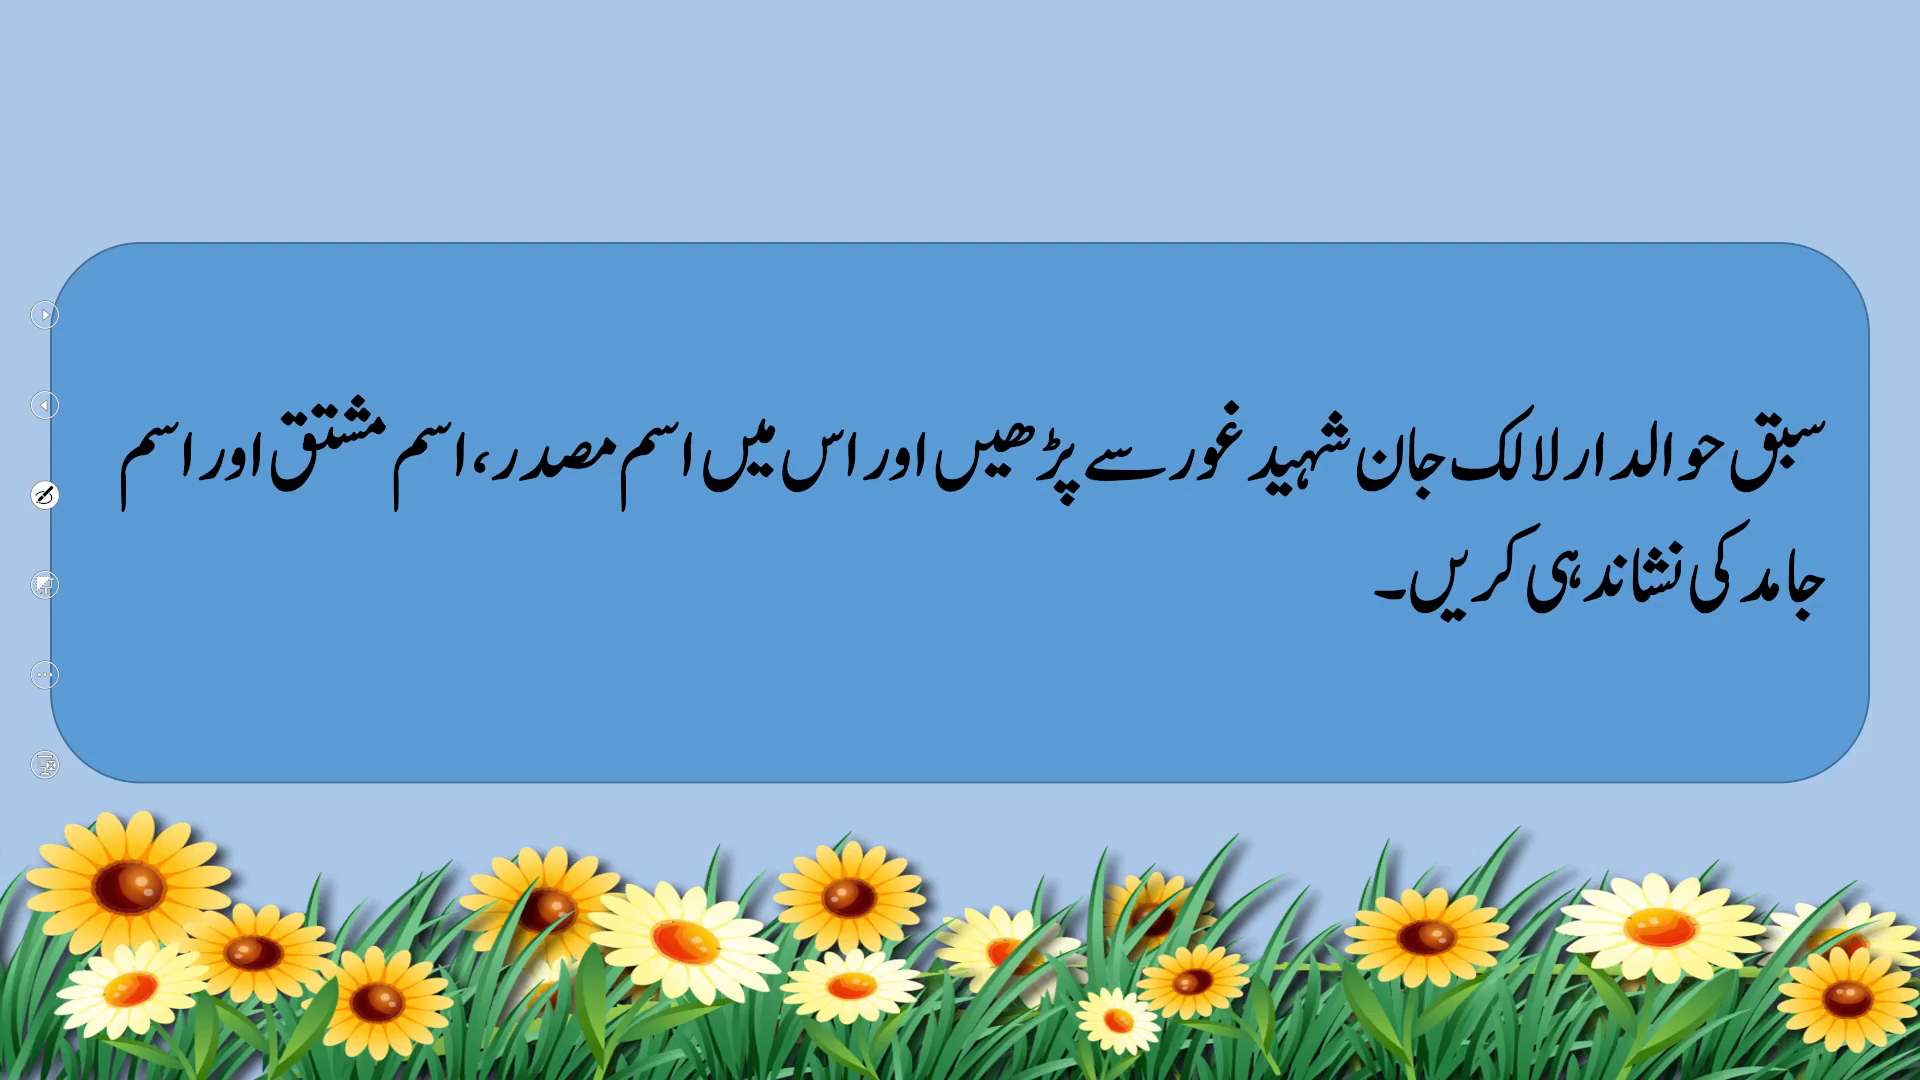 سبق حوالدار لالک جان شہید غور سے پڑھیں اور اس میں اسم مصدر، اسم مشتق اور اسم
جامد کی نشاندہی کریں۔